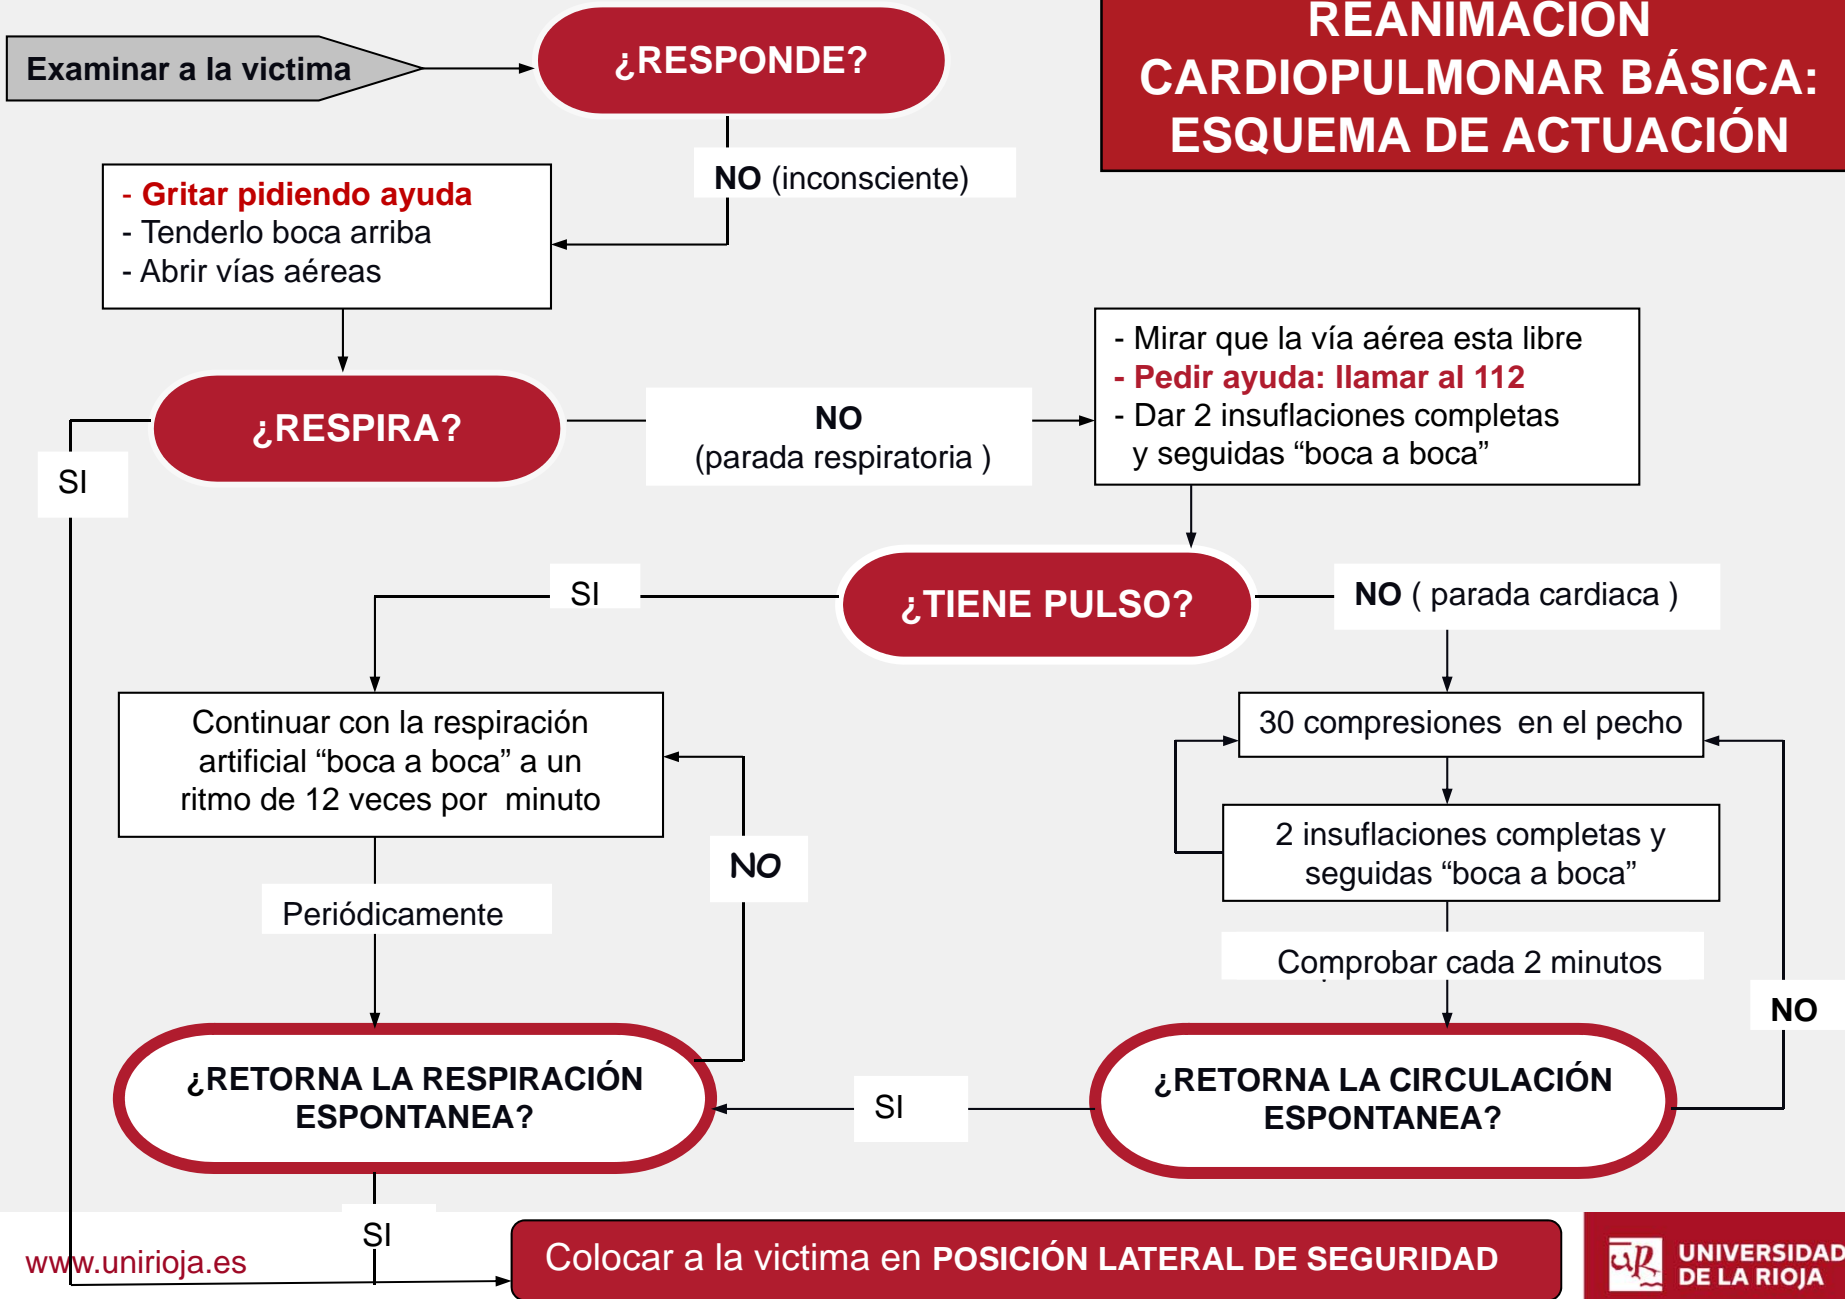 REANIMACIÓN
CARDIOPULMONAR BÁSICA:
ESQUEMA DE ACTUACIÓN
Examinar a la victima
¿RESPONDE?
NO (inconsciente)
- Gritar pidiendo ayuda
- Tenderlo boca arriba
- Abrir vías aéreas
¿RESPIRA?
SI
NO
(parada respiratoria )
- Mirar que la vía aérea esta libre
- Pedir ayuda: llamar al 112
- Dar 2 insuflaciones completas
y seguidas “boca a boca”
¿TIENE PULSO?
SI
NO ( parada cardiaca )
Continuar con la respiración
artificial “boca a boca” a un
ritmo de 12 veces por minuto
30 compresiones en el pecho
2 insuflaciones completas y
seguidas “boca a boca”
NO
Periódicamente
Comprobar cada 2 minutos
NO
¿RETORNA LA RESPIRACIÓN
ESPONTANEA?
SI
¿RETORNA LA CIRCULACIÓN
ESPONTANEA?
SI
www.unirioja.es
Colocar a la victima en POSICIÓN LATERAL DE SEGURIDAD
UR
UNIVERSIDAD
DE LA RIOJA